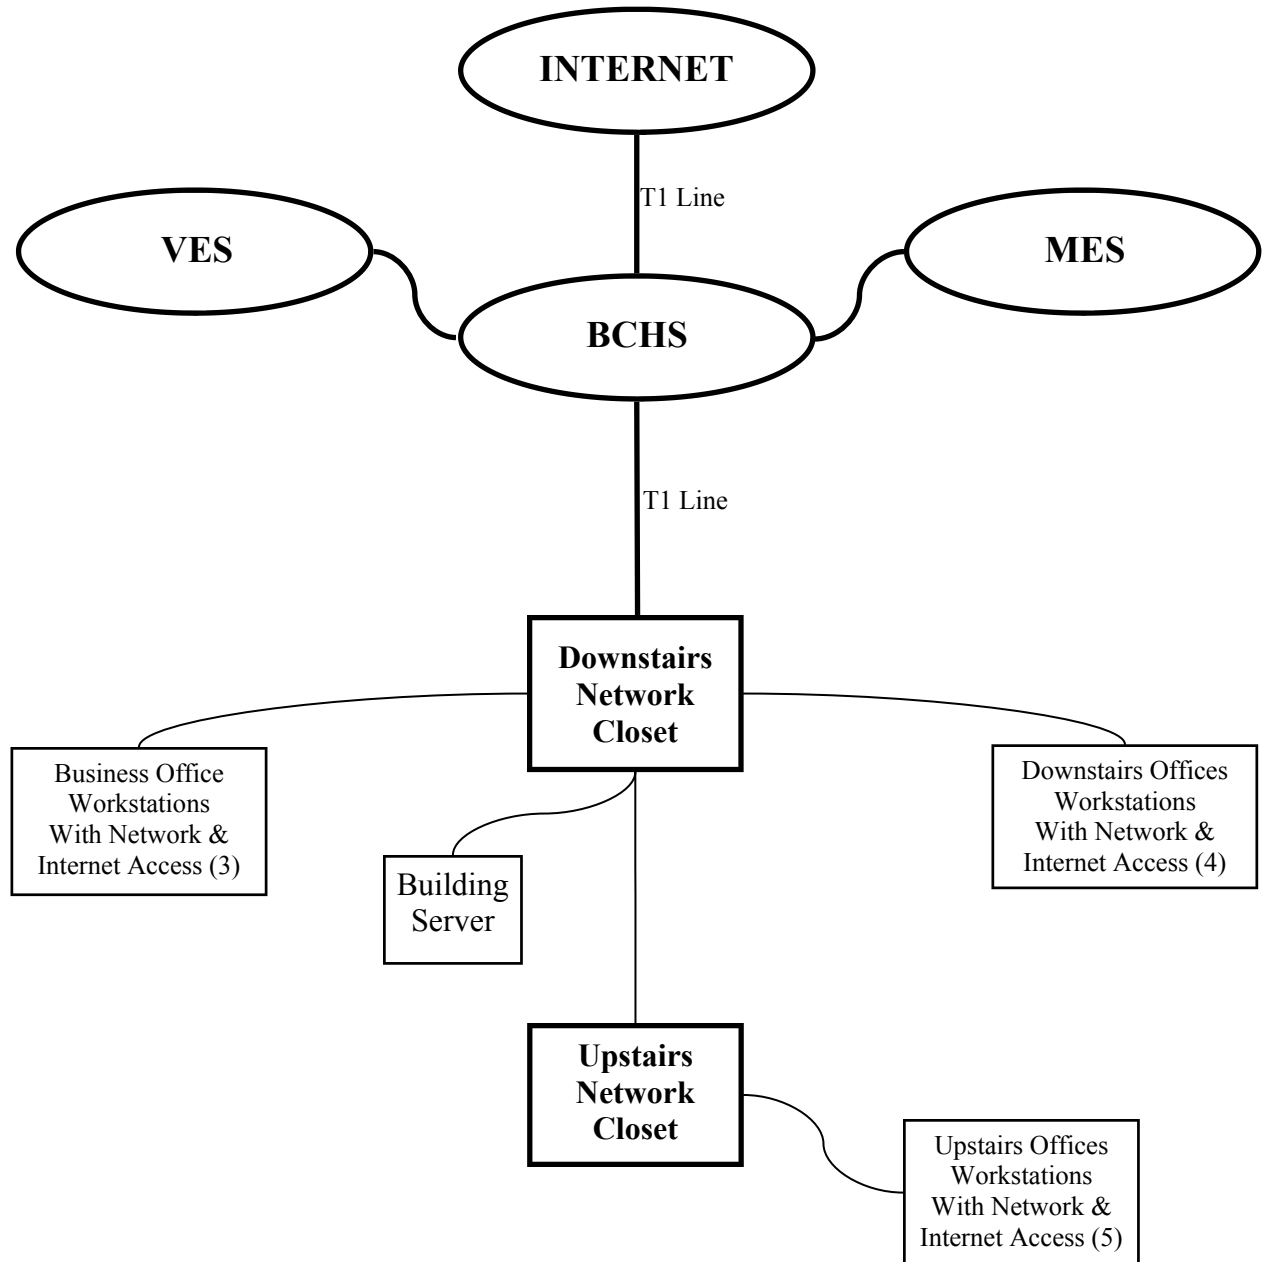 INTERNET
T1 Line
VES
MES
BCHS
T1 Line
Downstairs
Network
Closet
Business Office
Workstations
With Network &
Internet Access (3)
Downstairs Offices
Workstations
With Network &
Internet Access (4)
Building
Server
Upstairs
Network
Closet
Upstairs Offices
Workstations
With Network &
Internet Access (5)